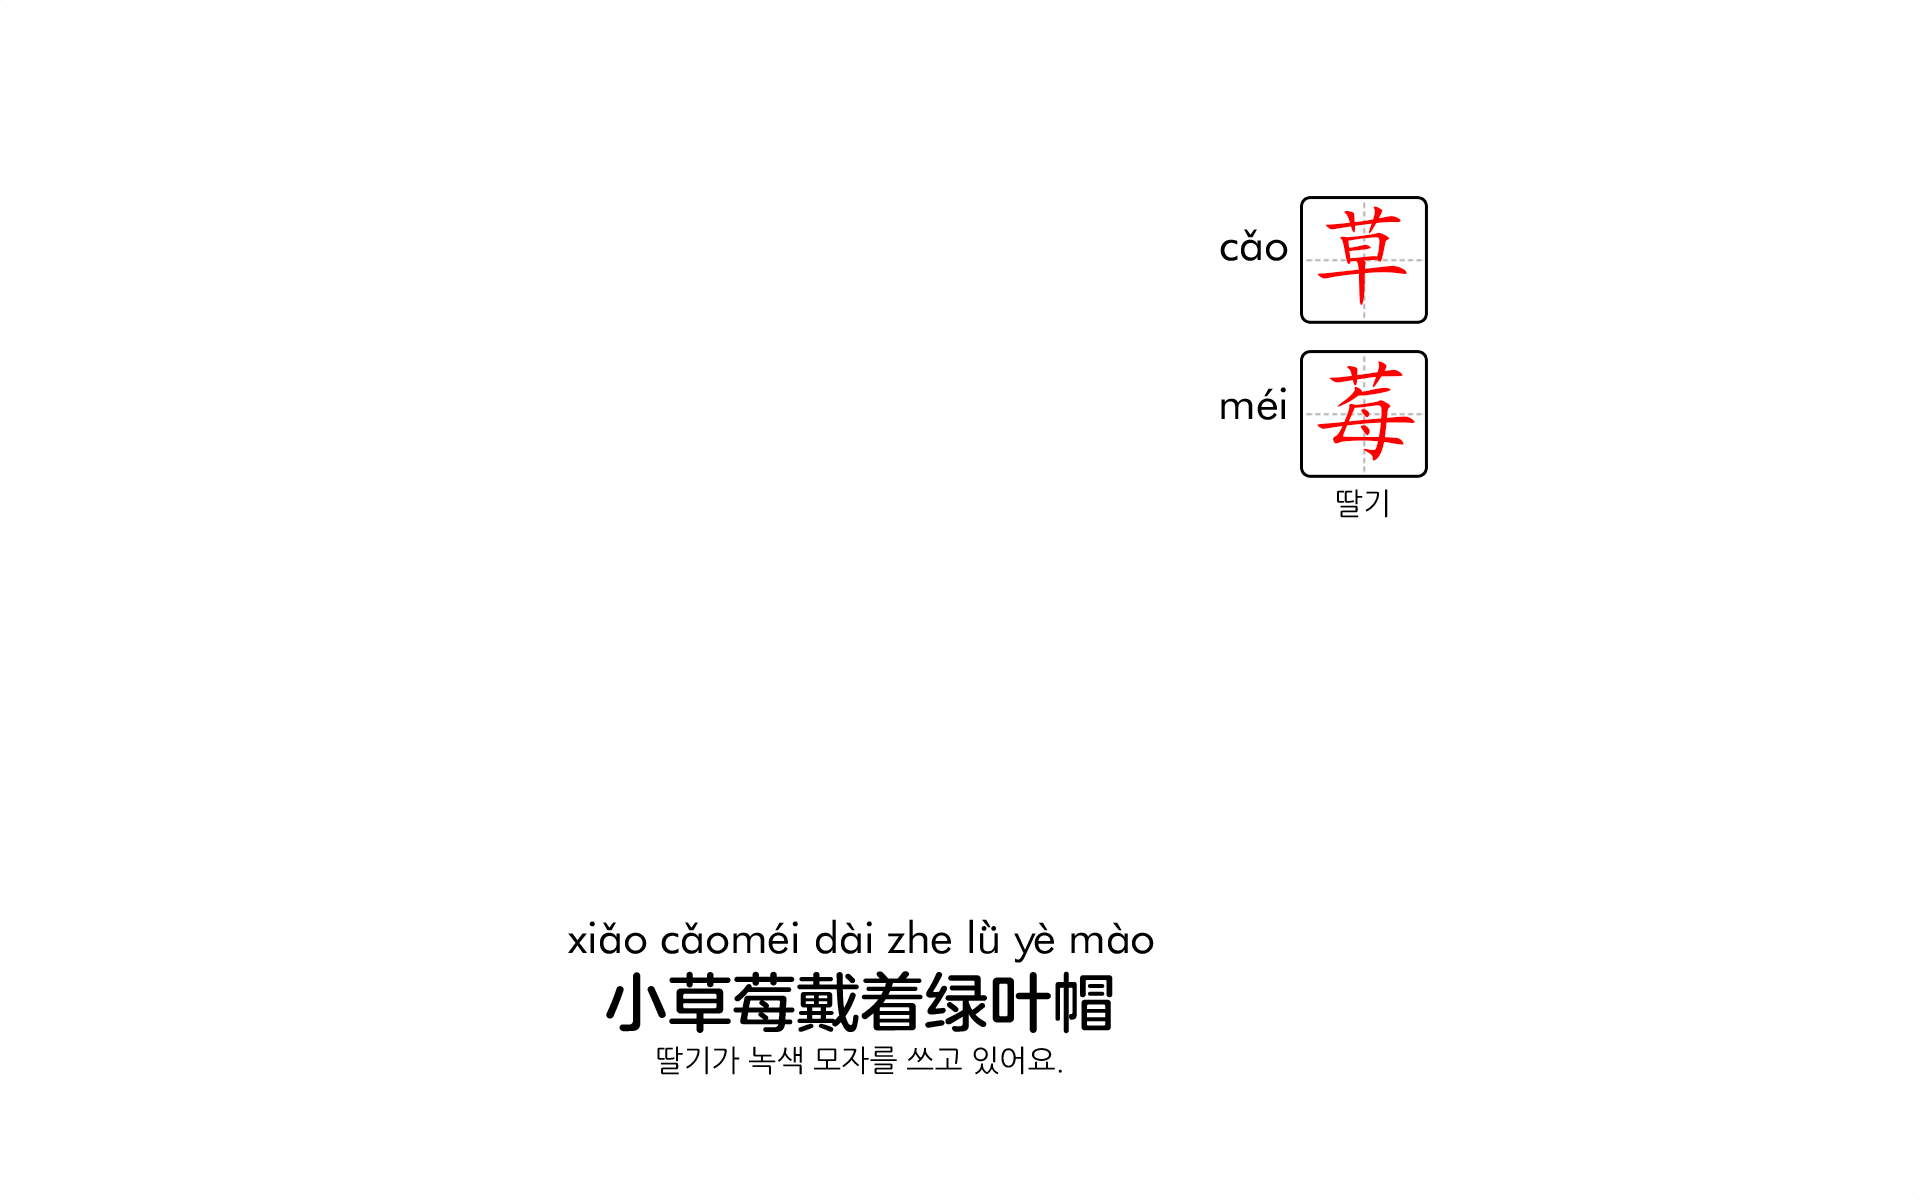 cǎo 草
méi 莓
딸기
xiǎo cǎoméi dài zhe lǜ yè mào
小草莓戴着绿叶帽
딸기가 녹색 모자를 쓰고 있어요.